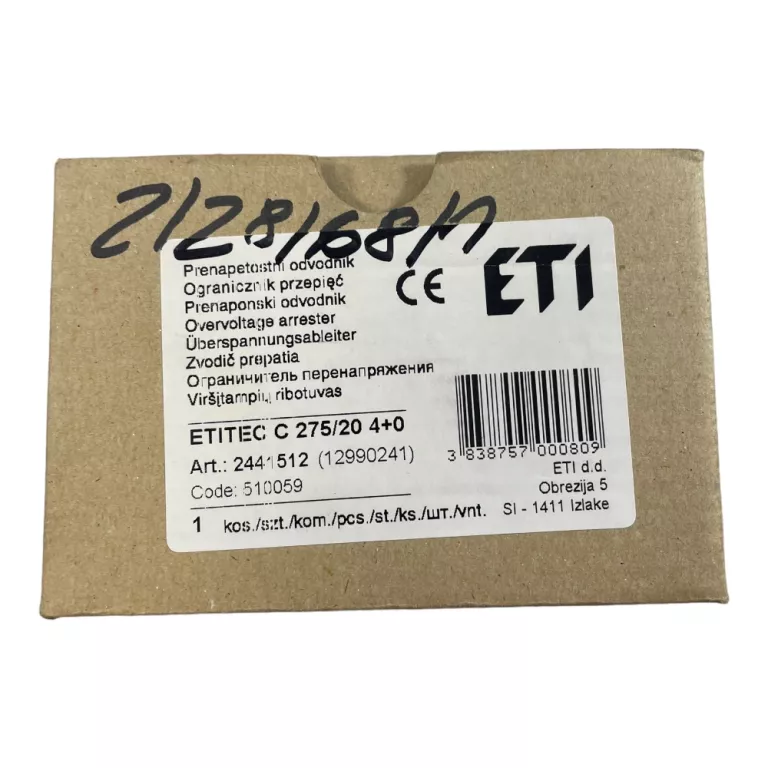 2128168/1
Prenapetostni odvodnik
Ogranicznik przepięć
Prenaponski odvodnik
Overvoltage arrester
Überspannungsableiter
Zvodič prepatia
Ограничитель перенапряжения
Viršįtampių ribotuvas
CE ETI
ETITEC C 275/20 4+0
Art.: 2441512 (12990241)
Code: 510059
1 kos./szt./kom./pcs./st./ks./шт./vnt.
3 838757 000809
ETI d.d.
Obrezija 5
SI - 1411 Izlake